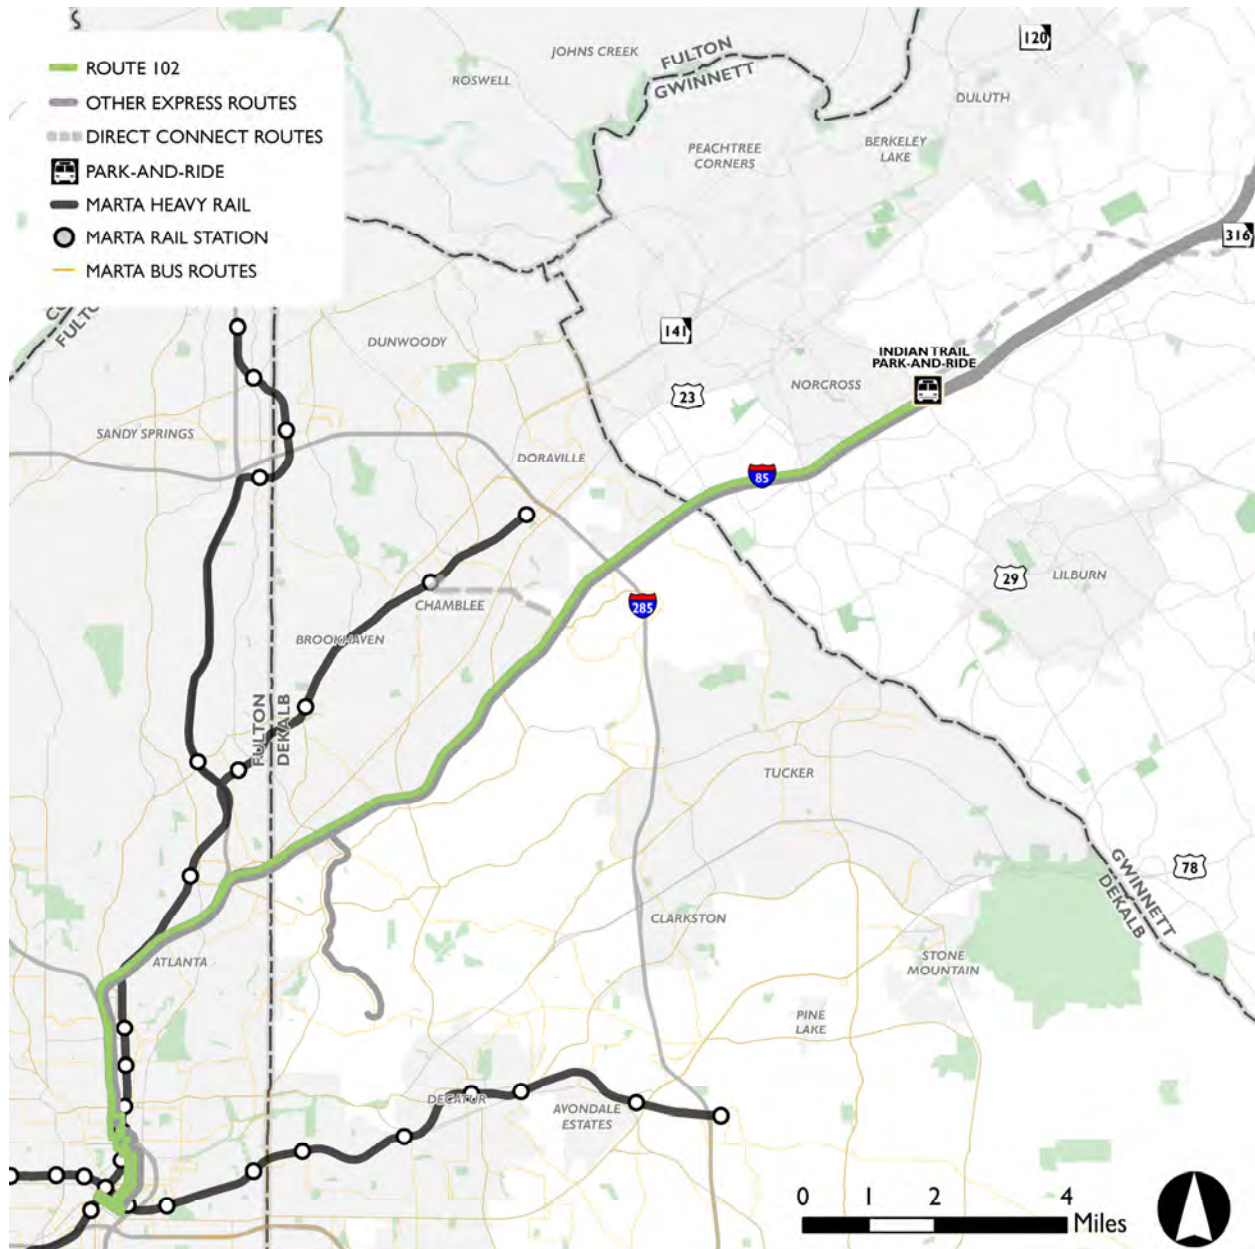 ROUTE 102
OTHER EXPRESS ROUTES
DIRECT CONNECT ROUTES
PARK-AND-RIDE
MARTA HEAVY RAIL
MARTA RAIL STATION
MARTA BUS ROUTES
JOHNS CREEK
ROSWELL
FULTON
GWINNETT
120
DULUTH
PEACHTREE
CORNERS
BERKELEY
LAKE
316
FULTO
DUNWOODY
141
INDIAN TRAIL
PARK-AND-RIDE
23
NORCROSS
SANDY SPRINGS
DORAVILLE
85
29
LILBURN
CHAMBLEE
285
BROOKHAVEN
FULTON
DEKALB
TUCKER
GWINNETT
DEKALB
78
CLARKSTON
ATLANTA
STONE
MOUNTAIN
PINE
LAKE
DECATUR
AVONDALE
ESTATES
0 1 2 4
Miles